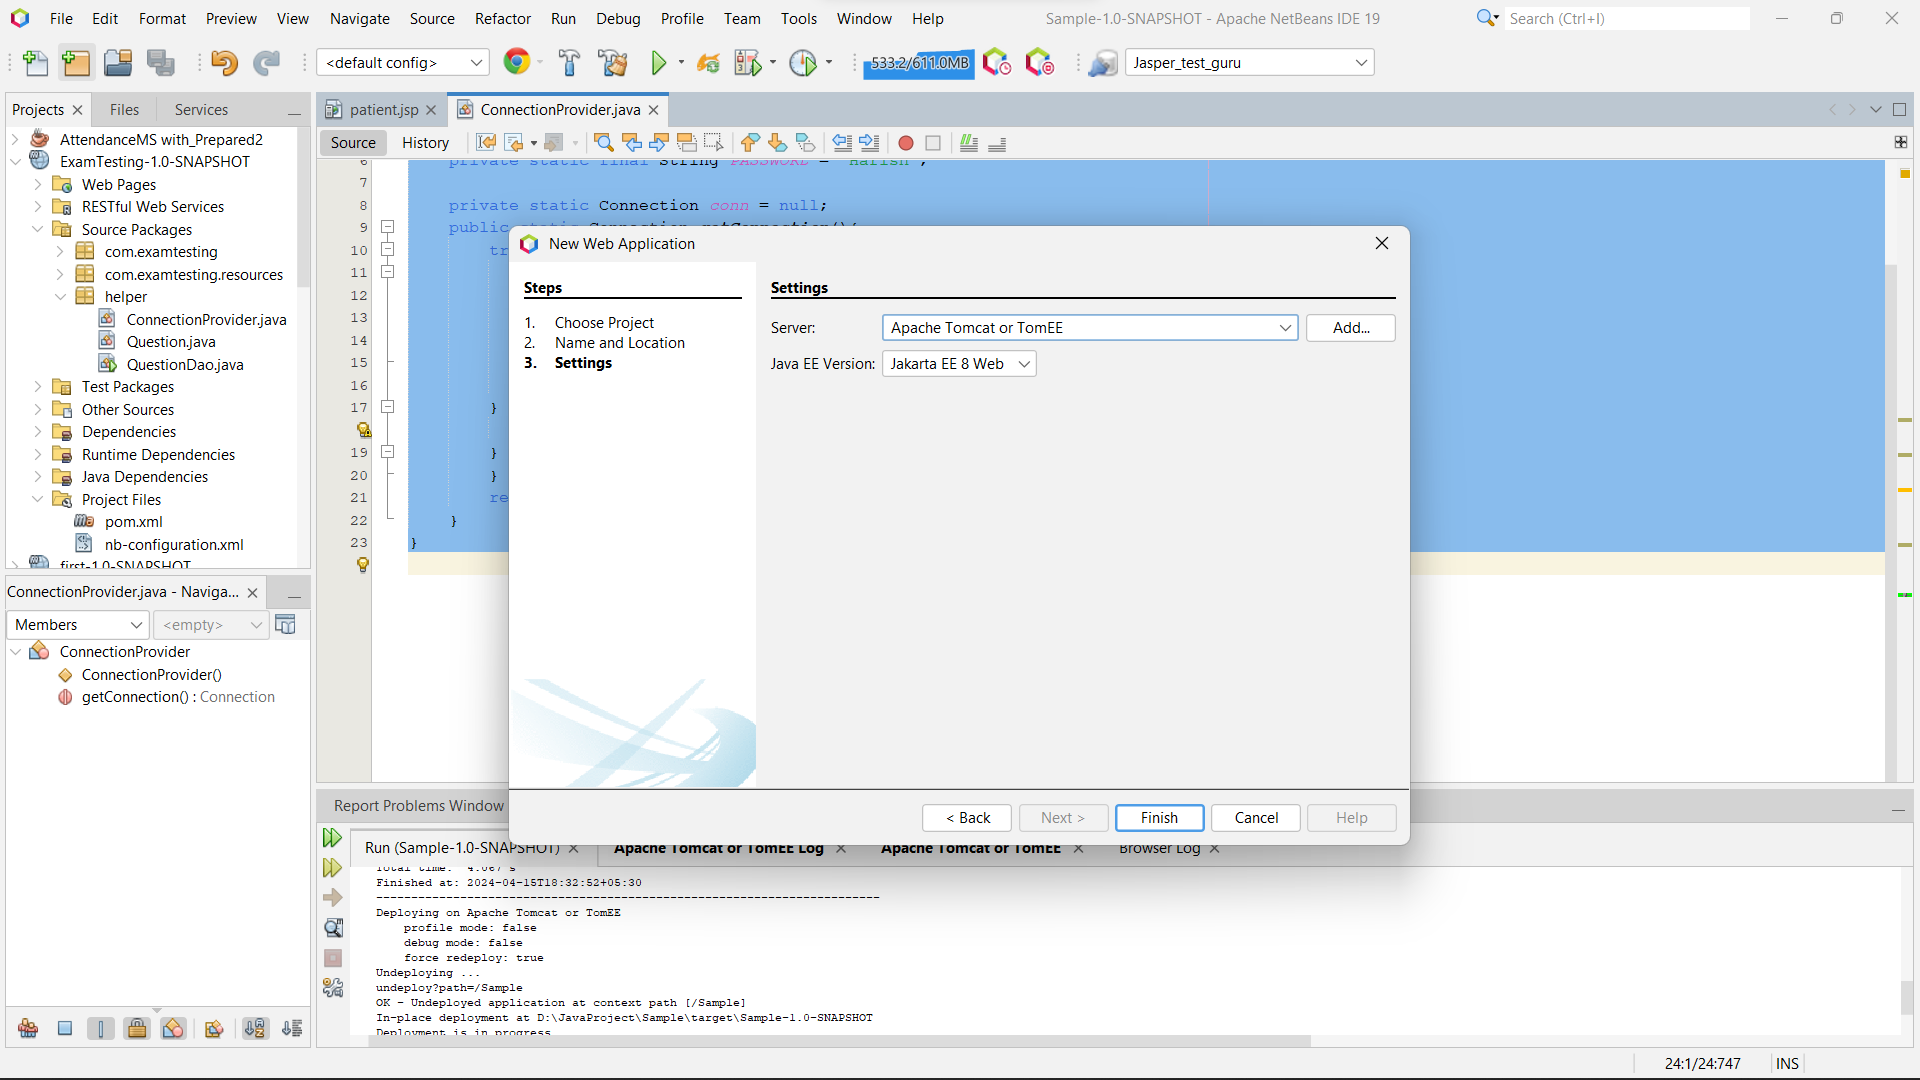 File Edit Format Preview View Navigate Source Refactor Run Debug Profile Team Tools Window Help
Sample-1.0-SNAPSHOT - Apache NetBeans IDE 19
Search (Ctrl+I)
<default config>
533.2/611.0MB
Jasper_test_guru
Projects Files Services
patient.jsp ConnectionProvider.java
Source History
AttendanceMS with_Prepared2
ExamTesting-1.0-SNAPSHOT
Web Pages
RESTful Web Services
Source Packages
com.examtesting
com.examtesting.resources
helper
ConnectionProvider.java
Question.java
QuestionDao.java
Test Packages
Other Sources
Dependencies
Runtime Dependencies
Java Dependencies
Project Files
pom.xml
nb-configuration.xml
first-1.0-SNAPSHOT
6 private static final String PASSWORD = "Harish";
7
8 private static Connection conn = null;
9 public static Connection getConnection(){
10 tr
11
12
13
14
15
16
17 }
19 }
20 }
21 re
22 }
23 }
New Web Application
Steps
1. Choose Project
2. Name and Location
3. Settings
Settings
Server: Apache Tomcat or TomEE Add...
Java EE Version: Jakarta EE 8 Web
< Back Next > Finish Cancel Help
ConnectionProvider.java - Naviga...
Members <empty>
ConnectionProvider
ConnectionProvider()
getConnection() : Connection
Report Problems Window
Run (Sample-1.0-SNAPSHOT) Apache Tomcat or TomEE Log Apache Tomcat or TomEE Browser Log
Total time: 4.067 s
Finished at: 2024-04-15T18:32:52+05:30
------------------------------------------------------------------------
Deploying on Apache Tomcat or TomEE
profile mode: false
debug mode: false
force redeploy: true
Undeploying ...
undeploy?path=/Sample
OK - Undeployed application at context path [/Sample]
In-place deployment at D:\JavaProject\Sample\target\Sample-1.0-SNAPSHOT
Deployment is in progress
24:1/24:747 INS